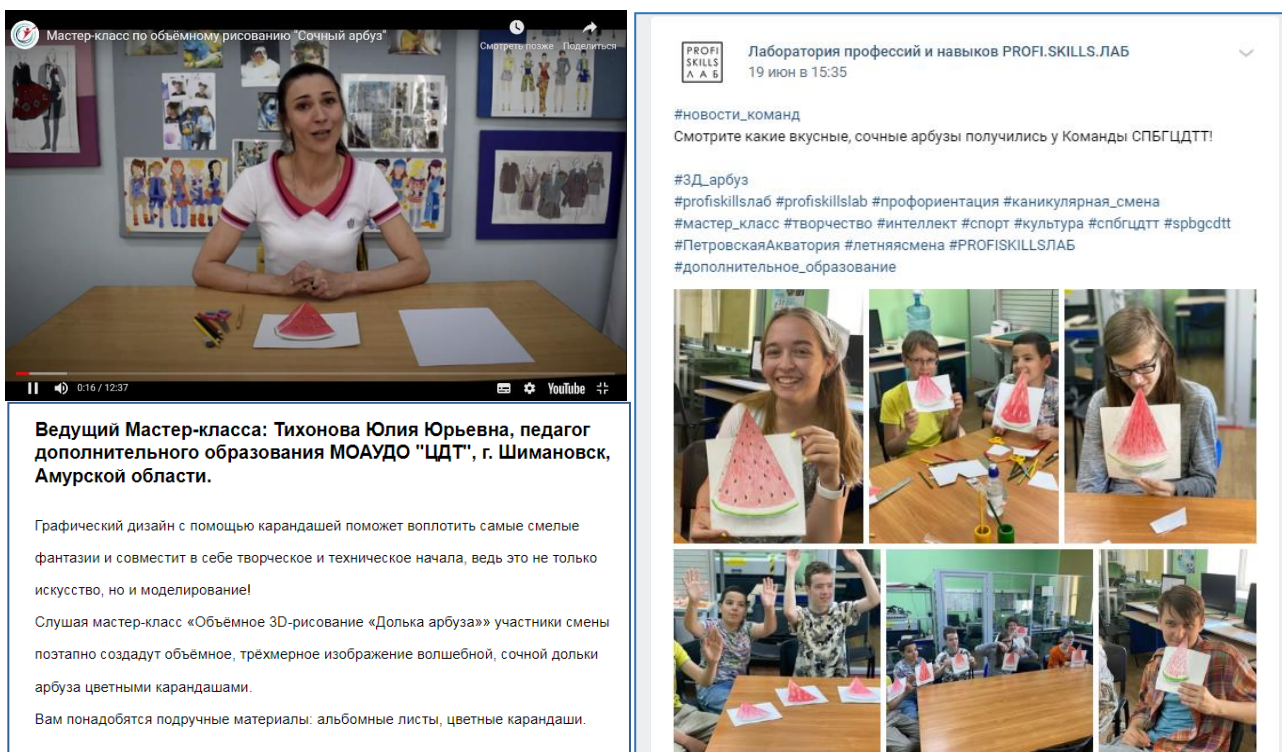 Мастер-класс по объёмному рисованию "Сочный арбуз"
Смотреть позже
Поделиться
0:16 / 12:37
YouTube
Ведущий Мастер-класса: Тихонова Юлия Юрьевна, педагог
дополнительного образования МОАУДО "ЦДТ", г. Шимановск,
Амурской области.
Графический дизайн с помощью карандашей поможет воплотить самые смелые
фантазии и совместит в себе творческое и техническое начала, ведь это не только
искусство, но и моделирование!
Слушая мастер-класс «Объёмное 3D-рисование «Долька арбуза»» участники смены
поэтапно создадут объёмное, трёхмерное изображение волшебной, сочной дольки
арбуза цветными карандашами.
Вам понадобятся подручные материалы: альбомные листы, цветные карандаши.
PROFI
SKILLS
ЛАБ
Лаборатория профессий и навыков PROFI.SKILLS.ЛАБ
19 июн в 15:35
#новости_команд
Смотрите какие вкусные, сочные арбузы получились у Команды СПБГЦДТТ!
#3Д_арбуз
#profiskillsлаб #profiskillslab #профориентация #каникулярная_смена
#мастер_класс #творчество #интеллект #спорт #культура #спбгцдтт #spbgcdtt
#ПетровскаяАкватория #летняясмена #PROFISKILLSЛАБ
#дополнительное_образование